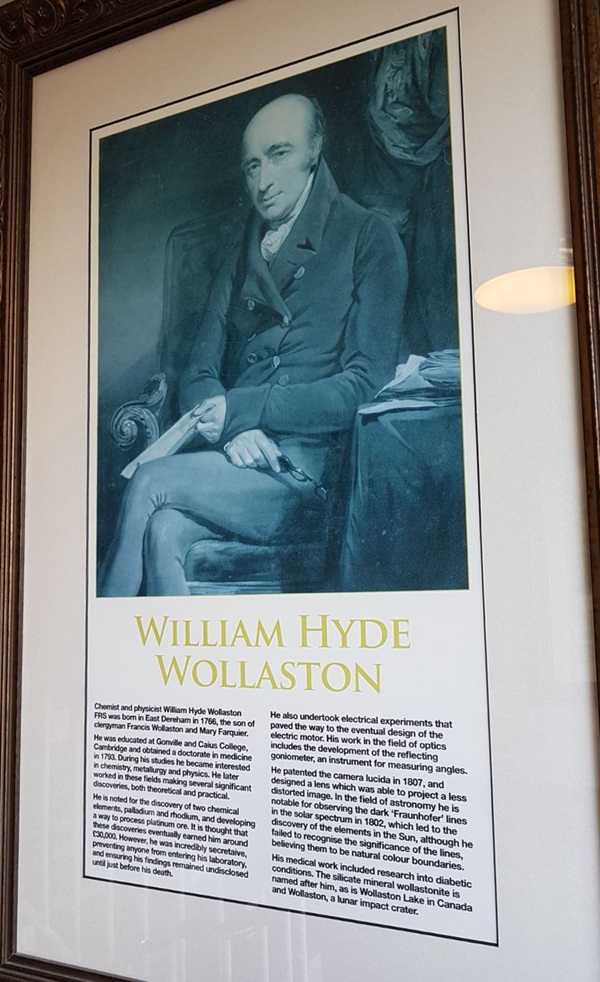 WILLIAM HYDE
WOLLASTON
Chemist and physicist William Hyde Wollaston
FRS was born in East Dereham in 1766, the son of
clergyman Francis Wollaston and Mary Farquier.
He was educated at Gonville and Caius College,
Cambridge and obtained a doctorate in medicine
in 1793. During his studies he became interested
in chemistry, metallurgy and physics. He later
worked in these fields making several significant
discoveries, both theoretical and practical.
He is noted for the discovery of two chemical
elements, palladium and rhodium, and developing
a way to process platinum ore. It is thought that
these discoveries eventually earned him around
£30,000. However, he was incredibly secretaive,
preventing anyone from entering his laboratory,
and ensuring his findings remained undisclosed
until just before his death.
He also undertook electrical experiments that
paved the way to the eventual design of the
electric motor. His work in the field of optics
includes the development of the reflecting
goniometer, an instrument for measuring angles.
He patented the camera lucida in 1807, and
designed a lens which was able to project a less
distorted image. In the field of astronomy he is
notable for observing the dark 'Fraunhofer' lines
in the solar spectrum in 1802, which led to the
discovery of the elements in the Sun, although he
failed to recognise the significance of the lines,
believing them to be natural colour boundaries.
His medical work included research into diabetic
conditions. The silicate mineral wollastonite is
named after him, as is Wollaston Lake in Canada
and Wollaston, a lunar impact crater.